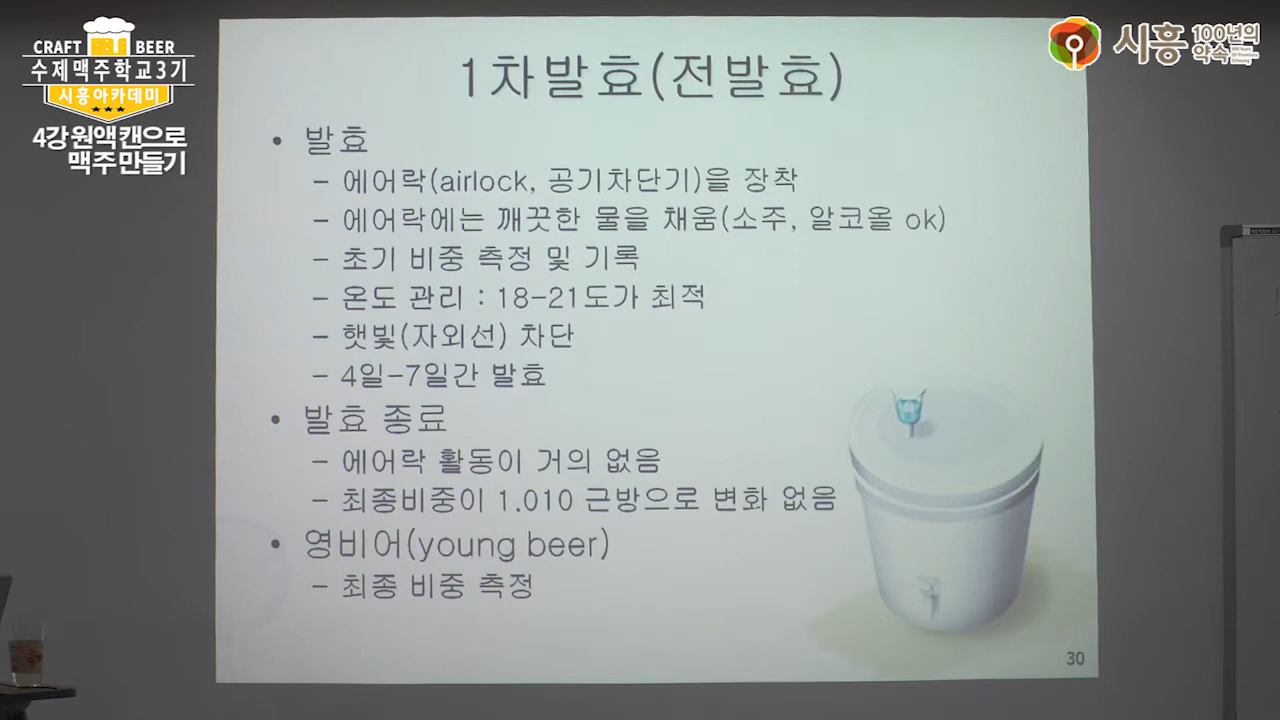 CRAFT BEER
수제맥주학교3기
시흥아카데미
4강 원액 캔으로
맥주 만들기
시흥 100년의
약속
1차발효(전발효)
• 발효
– 에어락(airlock, 공기차단기)을 장착
– 에어락에는 깨끗한 물을 채움(소주, 알코올 ok)
– 초기 비중 측정 및 기록
– 온도 관리 : 18-21도가 최적
– 햇빛(자외선) 차단
– 4일-7일간 발효
• 발효 종료
– 에어락 활동이 거의 없음
– 최종비중이 1.010 근방으로 변화 없음
• 영비어(young beer)
– 최종 비중 측정
30